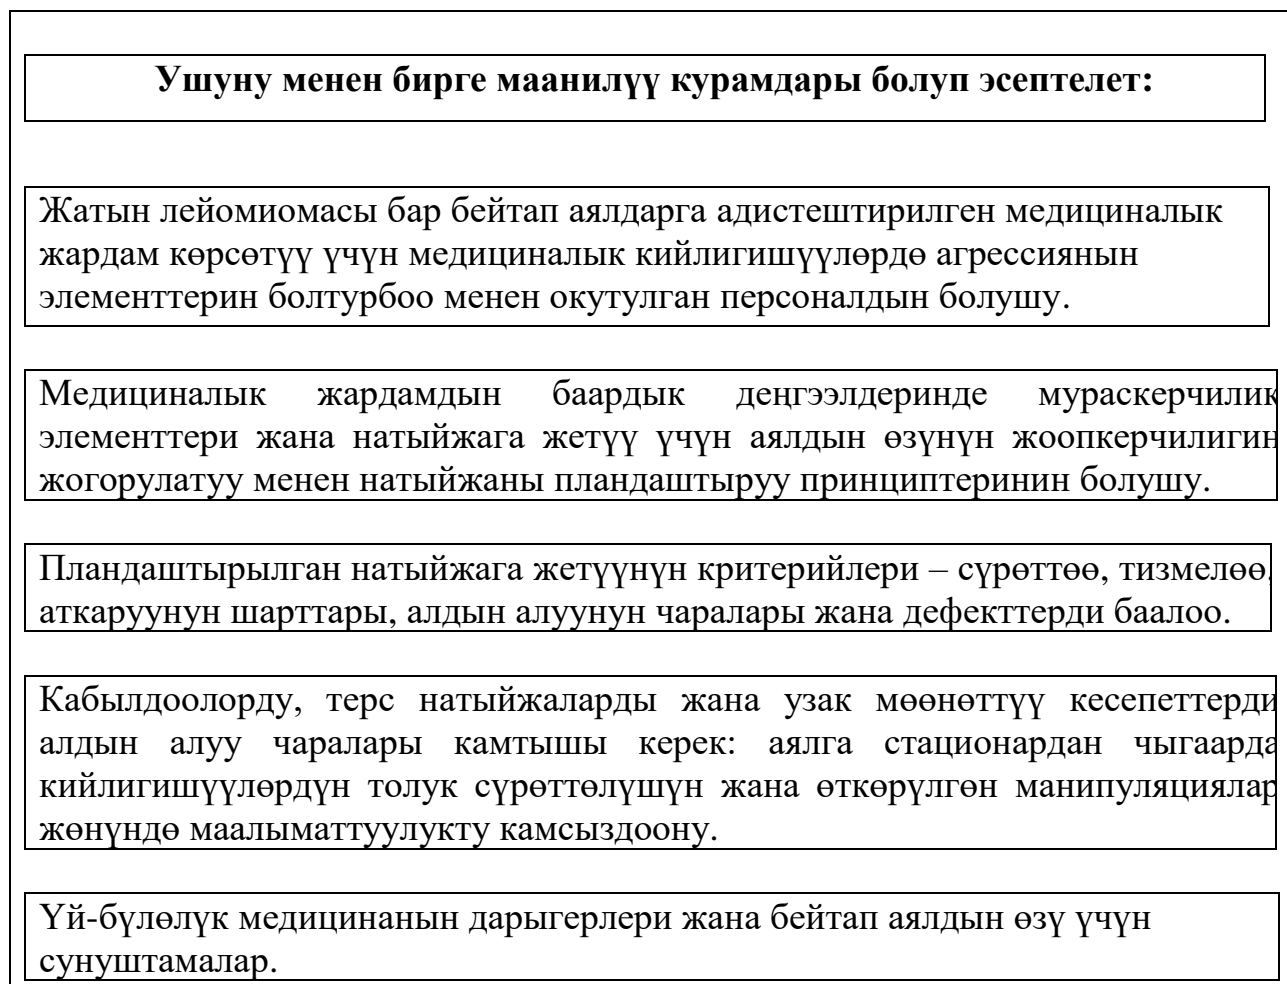 Ушуну менен бирге маанилүү курамдары болуп эсептелет:
Жатын лейомиомасы бар бейтап аялдарга адистештирилген медициналык
жардам көрсөтүү үчүн медициналык кийлигишүүлөрдө агрессиянын
элементтерин болтурбоо менен окутулган персоналдын болушу.
Медициналык жардамдын баардык деңгээлдеринде мураскерчилик
элементтери жана натыйжага жетүү үчүн аялдын өзүнүн жоопкерчилигин
жогорулатуу менен натыйжаны пландаштыруу принциптеринин болушу.
Пландаштырылган натыйжага жетүүнүн критерийлери – сүрөттөө, тизмелөө,
аткаруунун шарттары, алдын алуунун чаралары жана дефекттерди баалоо.
Кабылдоолорду, терс натыйжаларды жана узак мөөнөттүү кесепеттерди
алдын алуу чаралары камтышы керек: аялга стационардан чыгаарда
кийлигишүүлөрдүн толук сүрөттөлүшүн жана өткөрүлгөн манипуляциялар
жөнүндө маалыматтуулукту камсыздоону.
Үй-бүлөлүк медицинанын дарыгерлери жана бейтап аялдын өзү үчүн
сунуштамалар.